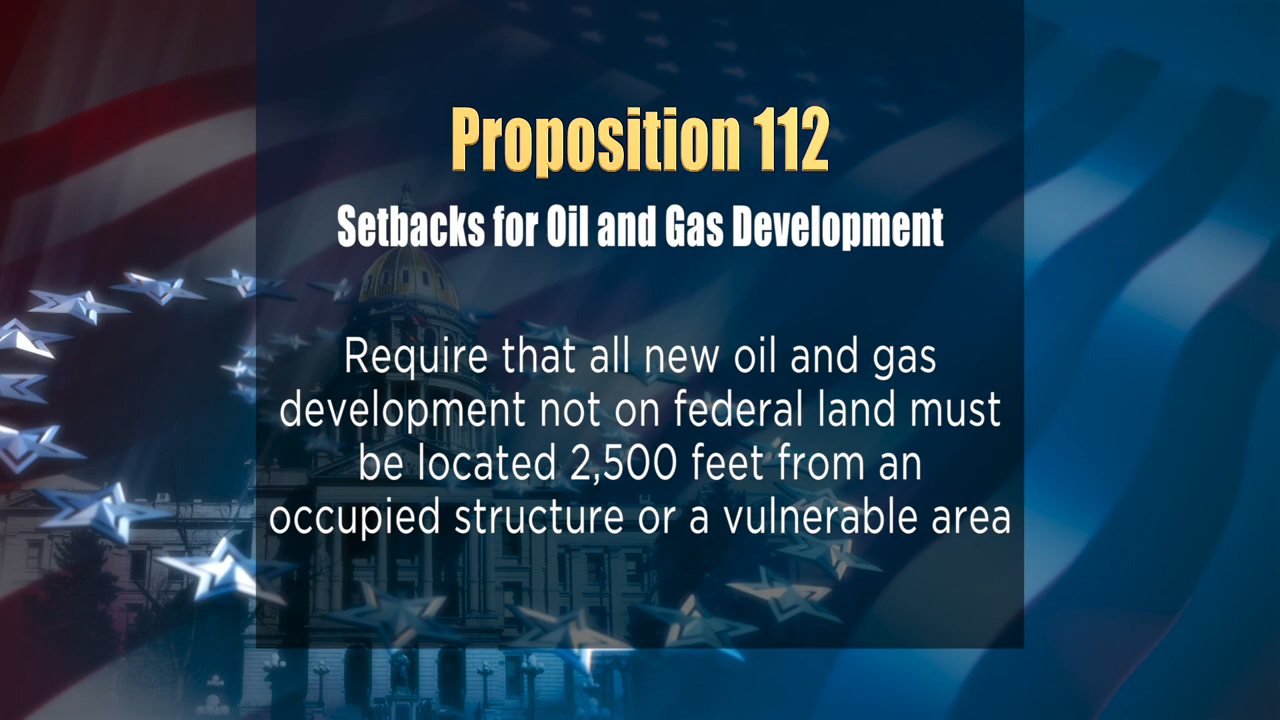 Proposition 112
Setbacks for Oil and Gas Development
Require that all new oil and gas
development not on federal land must
be located 2,500 feet from an
occupied structure or a vulnerable area